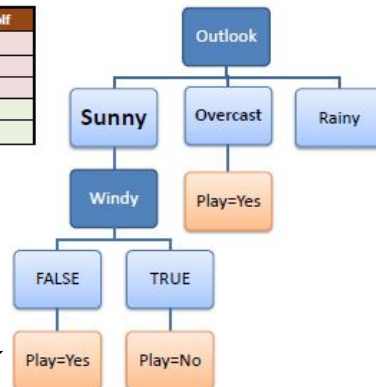 Outlook
Sunny
Overcast
Rainy
Windy
Play=Yes
FALSE
TRUE
Play=Yes
Play=No